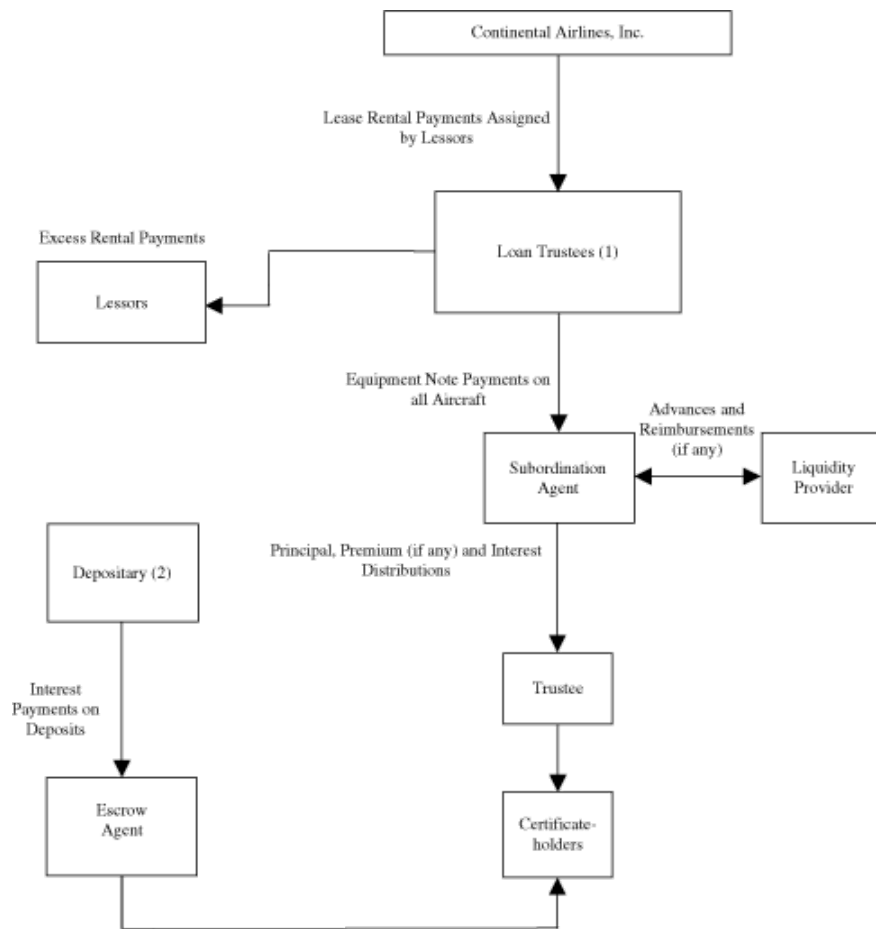 Continental Airlines, Inc.
Lease Rental Payments Assigned
by Lessors
Excess Rental Payments
Loan Trustees (1)
Lessors
Equipment Note Payments on
all Aircraft
Advances and
Reimbursements
(if any)
Subordination
Agent
Liquidity
Provider
Principal, Premium (if any) and Interest
Distributions
Depositary (2)
Interest
Payments on
Deposits
Trustee
Escrow
Agent
Certificate-
holders